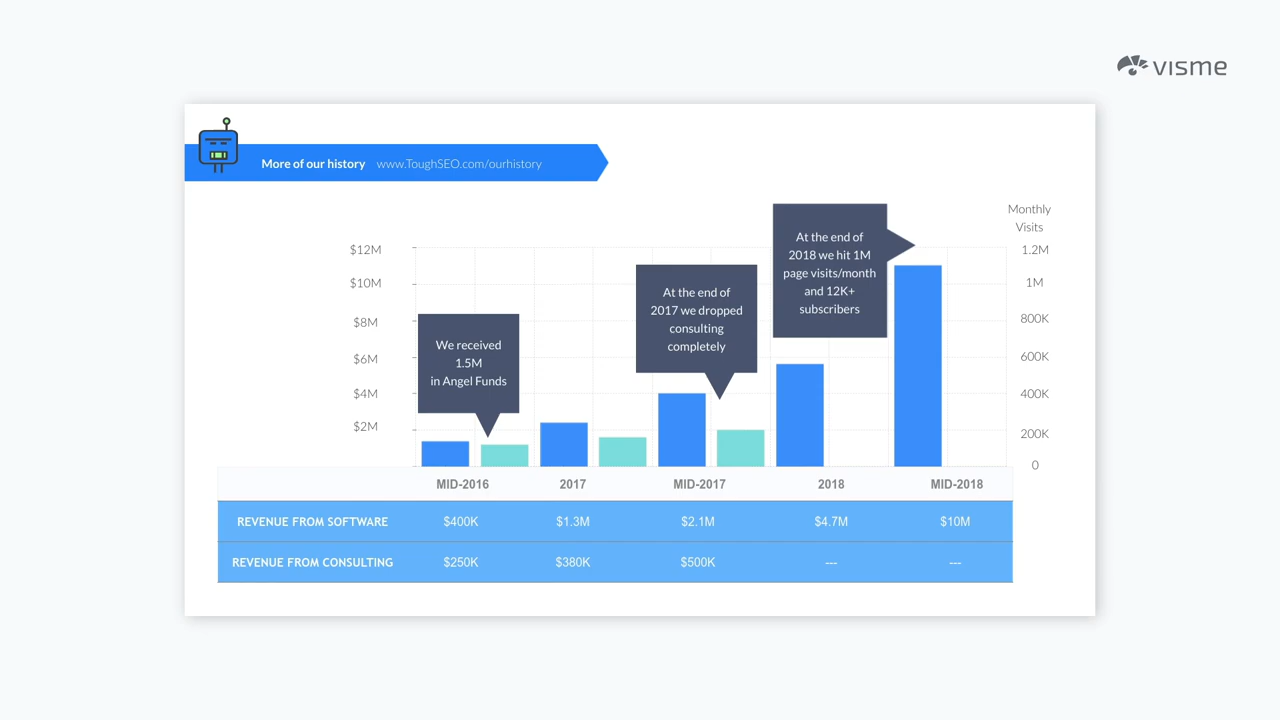 visme
More of our history www.ToughSEO.com/ourhistory
Monthly
Visits
$12M
$10M
$8M
$6M
$4M
$2M
We received
1.5M
in Angel Funds
At the end of
2017 we dropped
consulting
completely
At the end of
2018 we hit 1M
page visits/month
and 12K+
subscribers
1.2M
1M
800K
600K
400K
200K
0
MID-2016 2017 MID-2017 2018 MID-2018
REVENUE FROM SOFTWARE $400K $1.3M $2.1M $4.7M $10M
REVENUE FROM CONSULTING $250K $380K $500K --- ---